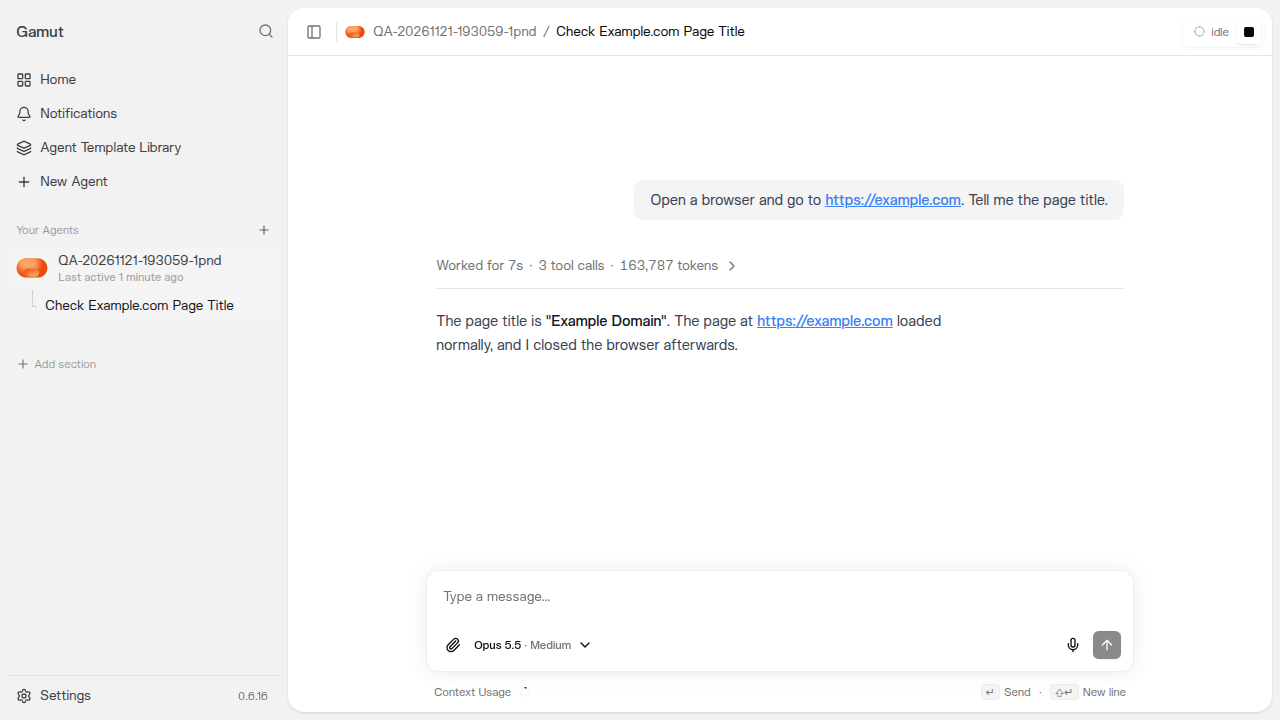 Gamut
Home
Notifications
Agent Template Library
New Agent
Your Agents
QA-20261121-193059-1pnd
Last active 1 minute ago
Check Example.com Page Title
Add section
Settings
0.6.16
QA-20261121-193059-1pnd / Check Example.com Page Title
idle
Open a browser and go to https://example.com. Tell me the page title.
Worked for 7s · 3 tool calls · 163,787 tokens
The page title is "Example Domain". The page at https://example.com loaded
normally, and I closed the browser afterwards.
Type a message...
Opus 5.5 · Medium
Context Usage
Send · New line